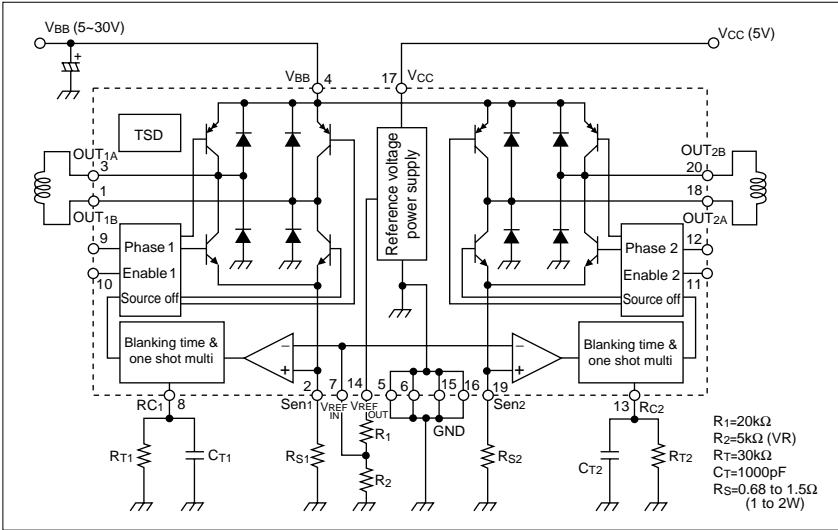 VBB (5~30V)
VCC (5V)
VBB
4
17
VCC
TSD
OUT1A
3
1
OUT1B
Reference voltage
power supply
OUT2B
20
18
OUT2A
9
Phase 1
10
Enable 1
Source off
Phase 2
12
Enable 2
11
Source off
Blanking time &
one shot multi
−
+
−
+
Blanking time &
one shot multi
RC1
8
2
Sen1
7
VREF
IN
14
VREF
OUT
5
6
15
16
GND
19
Sen2
13
RC2
RT1
CT1
RS1
R1
R2
RS2
CT2
RT2
+
R1=20kΩ
R2=5kΩ (VR)
RT=30kΩ
CT=1000pF
RS=0.68 to 1.5Ω
(1 to 2W)